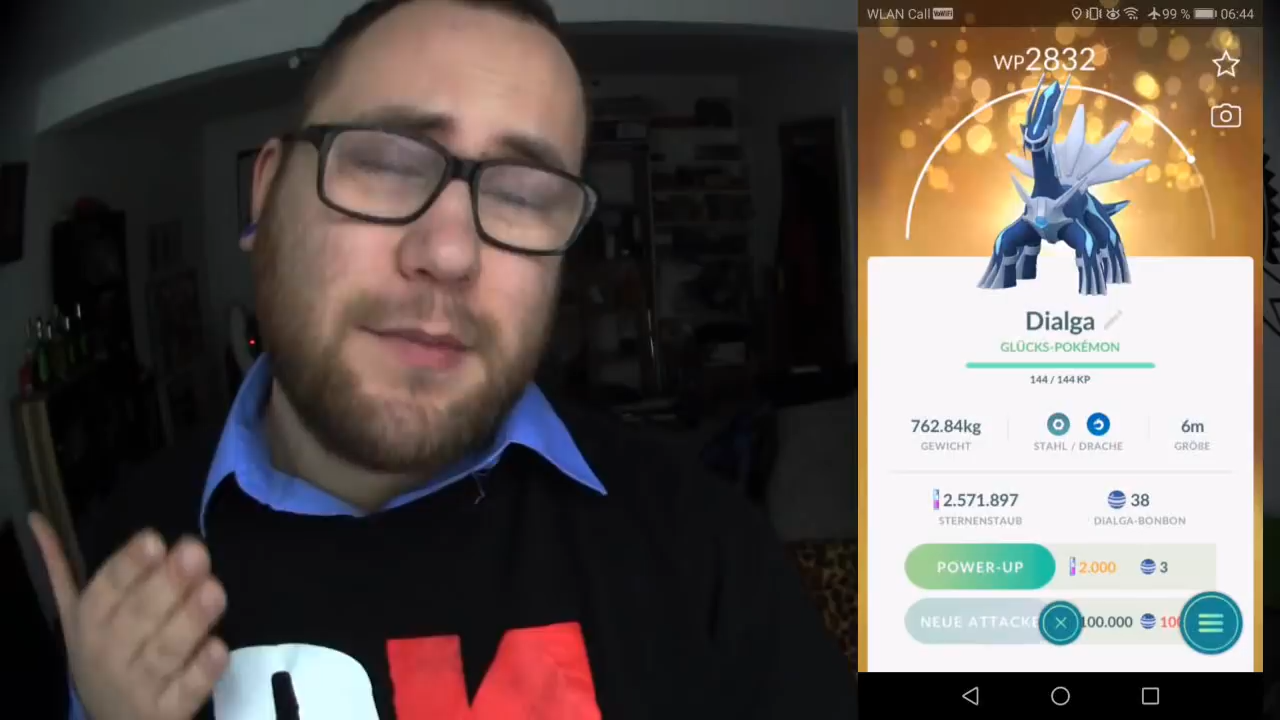 WLAN Call VoWiFi 99 % 06:44
WP2832
Dialga
GLÜCKS-POKÉMON
144 / 144 KP
762.84kg
GEWICHT
STAHL / DRACHE
6m
GRÖßE
2.571.897
STERNENSTAUB
38
DIALGA-BONBON
POWER-UP 2.000 3
NEUE ATTACKE 100.000